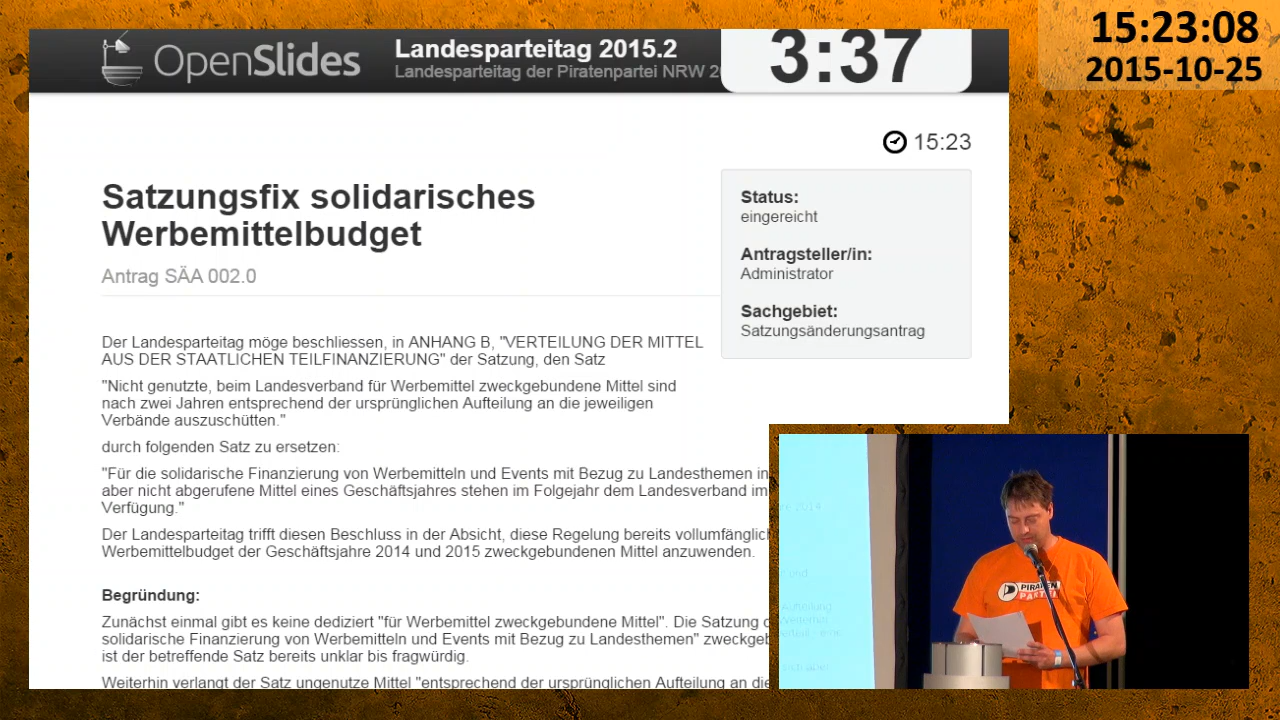 15:23:08
2015-10-25
OpenSlides
Landesparteitag 2015.2
Landesparteitag der Piratenpartei NRW
3:37
15:23
Satzungsfix solidarisches
Werbemittelbudget
Antrag SÄA 002.0
Status:
eingereicht
Antragsteller/in:
Administrator
Sachgebiet:
Satzungsänderungsantrag
Der Landesparteitag möge beschliessen, in ANHANG B, "VERTEILUNG DER MITTEL
AUS DER STAATLICHEN TEILFINANZIERUNG" der Satzung, den Satz
"Nicht genutzte, beim Landesverband für Werbemittel zweckgebundene Mittel sind
nach zwei Jahren entsprechend der ursprünglichen Aufteilung an die jeweiligen
Verbände auszuschütten."
durch folgenden Satz zu ersetzen:
"Für die solidarische Finanzierung von Werbemitteln und Events mit Bezug zu Landesthemen in
aber nicht abgerufene Mittel eines Geschäftsjahres stehen im Folgejahr dem Landesverband im
Verfügung."
Der Landesparteitag trifft diesen Beschluss in der Absicht, diese Regelung bereits vollumfänglich
Werbemittelbudget der Geschäftsjahre 2014 und 2015 zweckgebundenen Mittel anzuwenden.
Begründung:
Zunächst einmal gibt es keine dediziert "für Werbemittel zweckgebundene Mittel". Die Satzung
solidarische Finanzierung von Werbemitteln und Events mit Bezug zu Landesthemen"
ist der betreffende Satz bereits unklar bis fragwürdig.
Weiterhin verlangt der Satz ungenutze Mittel "entsprechend der ursprünglichen Aufteilung an die
PIRATEN
PARTEI